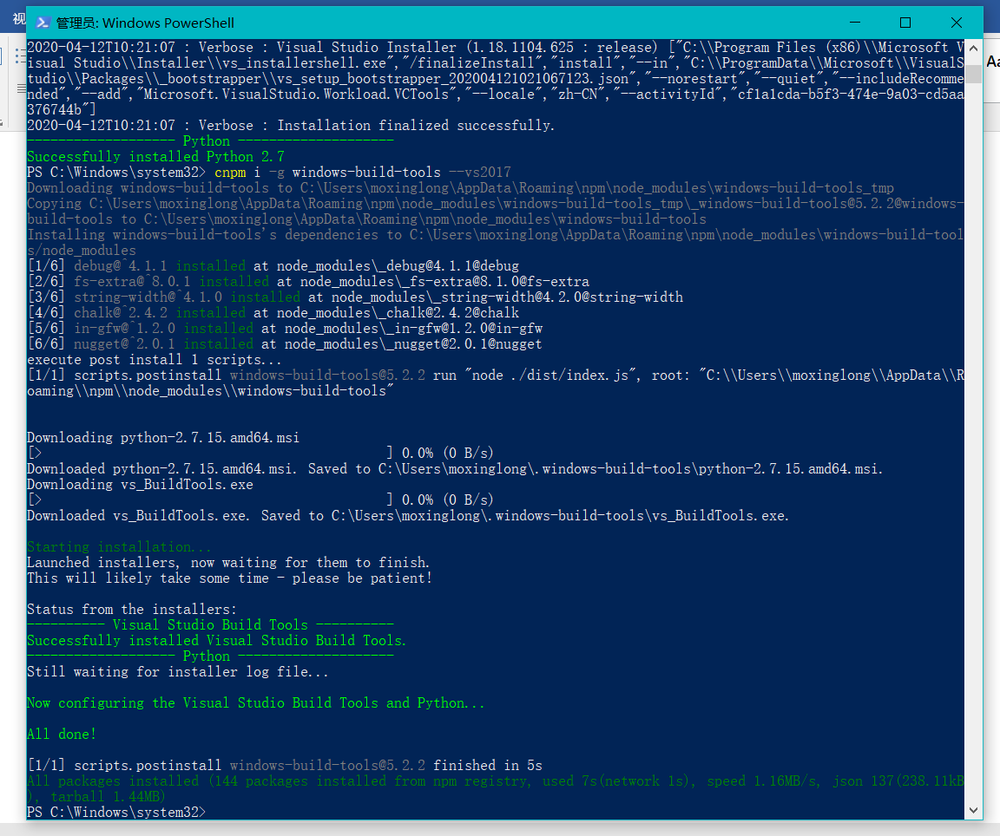 视
管理员: Windows PowerShell
Aa
2020-04-12T10:21:07 : Verbose : Visual Studio Installer (1.18.1104.625 : release) ["C:\\Program Files (x86)\\Microsoft V
isual Studio\\Installer\\vs_installershell.exe","/finalizeInstall","install","--in","C:\\ProgramData\\Microsoft\\VisualS
tudio\\Packages\\_bootstrapper\\vs_setup_bootstrapper_202004121021067123.json","--norestart","--quiet","--includeRecomme
nded","--add","Microsoft.VisualStudio.Workload.VCTools","--locale","zh-CN","--activityId","cf1a1cda-b5f3-474e-9a03-cd5aa
376744b"]
2020-04-12T10:21:07 : Verbose : Installation finalized successfully.
------------------- Python --------------------
Successfully installed Python 2.7
PS C:\Windows\system32> cnpm i -g windows-build-tools --vs2017
Downloading windows-build-tools to C:\Users\moxinglong\AppData\Roaming\npm\node_modules\windows-build-tools_tmp
Copying C:\Users\moxinglong\AppData\Roaming\npm\node_modules\windows-build-tools_tmp\_windows-build-tools@5.2.2@windows-
build-tools to C:\Users\moxinglong\AppData\Roaming\npm\node_modules\windows-build-tools
Installing windows-build-tools's dependencies to C:\Users\moxinglong\AppData\Roaming\npm\node_modules\windows-build-tool
s/node_modules
[1/6] debug@^4.1.1 installed at node_modules\_debug@4.1.1@debug
[2/6] fs-extra@^8.0.1 installed at node_modules\_fs-extra@8.1.0@fs-extra
[3/6] string-width@^4.1.0 installed at node_modules\_string-width@4.2.0@string-width
[4/6] chalk@^2.4.2 installed at node_modules\_chalk@2.4.2@chalk
[5/6] in-gfw@^1.2.0 installed at node_modules\_in-gfw@1.2.0@in-gfw
[6/6] nugget@^2.0.1 installed at node_modules\_nugget@2.0.1@nugget
execute post install 1 scripts...
[1/1] scripts.postinstall windows-build-tools@5.2.2 run "node ./dist/index.js", root: "C:\\Users\\moxinglong\\AppData\\R
oaming\\npm\\node_modules\\windows-build-tools"
Downloading python-2.7.15.amd64.msi
[>                                            ] 0.0% (0 B/s)
Downloaded python-2.7.15.amd64.msi. Saved to C:\Users\moxinglong\.windows-build-tools\python-2.7.15.amd64.msi.
Downloading vs_BuildTools.exe
[>                                            ] 0.0% (0 B/s)
Downloaded vs_BuildTools.exe. Saved to C:\Users\moxinglong\.windows-build-tools\vs_BuildTools.exe.
Starting installation...
Launched installers, now waiting for them to finish.
This will likely take some time - please be patient!
Status from the installers:
---------- Visual Studio Build Tools ----------
Successfully installed Visual Studio Build Tools.
------------------- Python --------------------
Still waiting for installer log file...
Now configuring the Visual Studio Build Tools and Python...
All done!
[1/1] scripts.postinstall windows-build-tools@5.2.2 finished in 5s
All packages installed (144 packages installed from npm registry, used 7s(network 1s), speed 1.16MB/s, json 137(238.11kB
), tarball 1.44MB)
PS C:\Windows\system32>